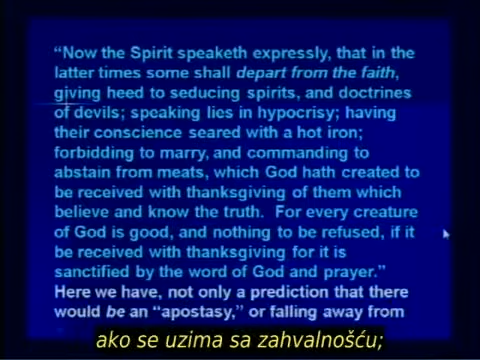 “Now the Spirit speaketh expressly, that in the
latter times some shall depart from the faith,
giving heed to seducing spirits, and doctrines
of devils; speaking lies in hypocrisy; having
their conscience seared with a hot iron;
forbidding to marry, and commanding to
abstain from meats, which God hath created to
be received with thanksgiving of them which
believe and know the truth.  For every creature
of God is good, and nothing to be refused, if it
be received with thanksgiving for it is
sanctified by the word of God and prayer.”
Here we have, not only a prediction that there
would be an “apostasy,” or falling away from
ako se uzima sa zahvalnošću;